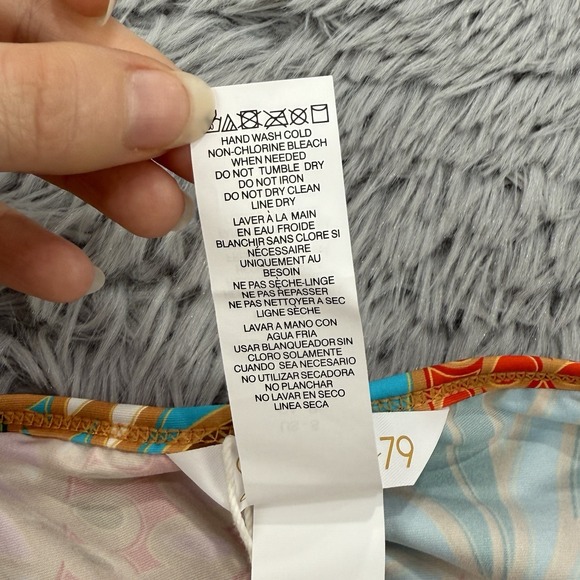 HAND WASH COLD
NON-CHLORINE BLEACH
WHEN NEEDED
DO NOT TUMBLE DRY
DO NOT IRON
DO NOT DRY CLEAN
LINE DRY
LAVER À LA MAIN
EN EAU FROIDE
BLANCHIR SANS CLORE SI
NÉCESSAIRE
UNIQUEMENT AU
BESOIN
NE PAS SÈCHE-LINGE
NE PAS REPASSER
NE PAS NETTOYER A SEC
LIGNE SÈCHE
LAVAR A MANO CON
AGUA FRIA
USAR BLANQUEADOR SIN
CLORO SOLAMENTE
CUANDO SEA NECESARIO
NO UTILIZAR SECADORA
NO PLANCHAR
NO LAVAR EN SECO
LINEA SECA
79